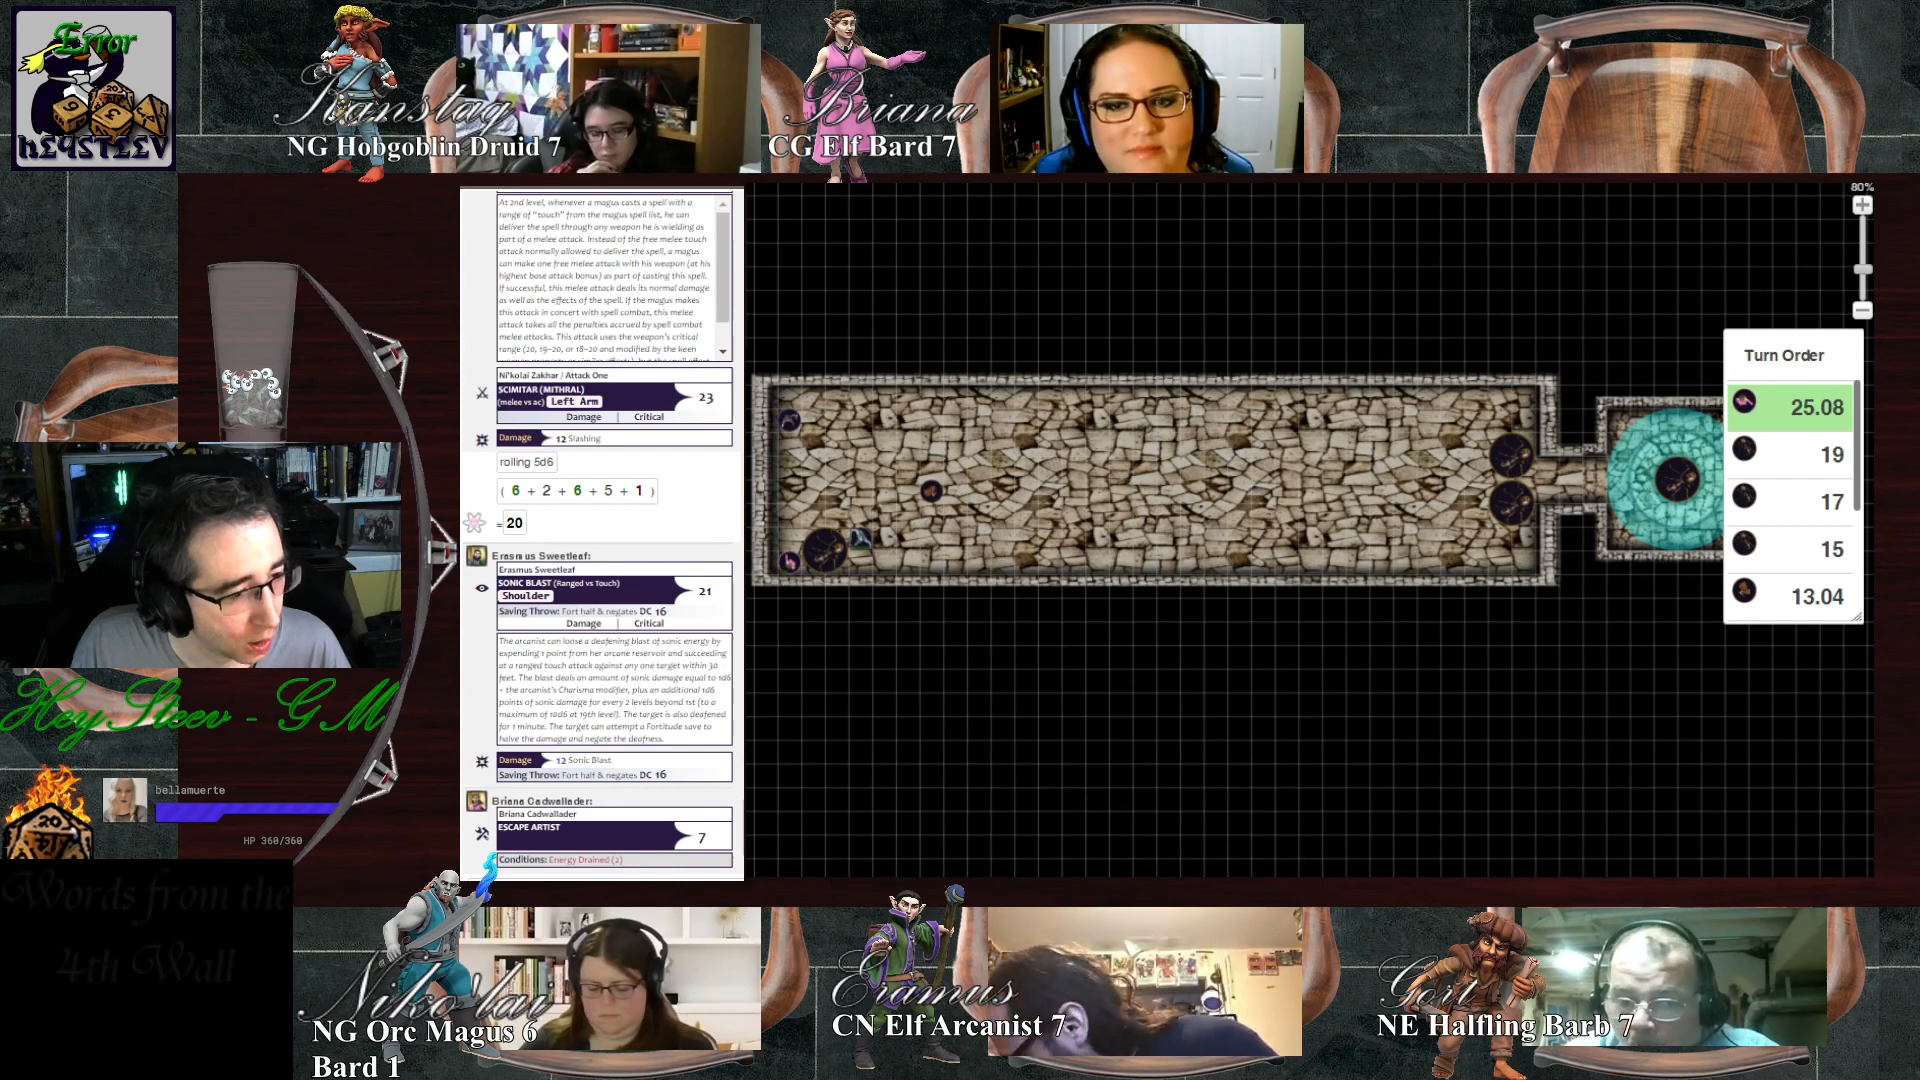 Error
HEYSTEEV
Kanstag
NG Hobgoblin Druid 7
Briana
CG Elf Bard 7
At 2nd level, whenever a magus casts a spell with a
range of "touch" from the magus spell list, he can
deliver the spell through any weapon he is wielding as
part of a melee attack. Instead of the free melee touch
attack normally allowed to deliver the spell, a magus
can make one free melee attack with his weapon (at his
highest base attack bonus) as part of casting this spell.
If successful, this melee attack deals its normal damage
as well as the effects of the spell. If the magus makes
this attack in concert with spell combat, this melee
attack takes all the penalties accrued by spell combat
melee attacks. This attack uses the weapon's critical
range (20, 19–20, or 18–20 and modified by the keen
Ni'kolai Zakhar / Attack One
SCIMITAR (MITHRAL)
(melee vs ac) Left Arm
23
Damage | Critical
Damage 12 Slashing
rolling 5d6
( 6 + 2 + 6 + 5 + 1 )
= 20
Erasmus Sweetleaf:
Erasmus Sweetleaf
SONIC BLAST (Ranged vs Touch)
Shoulder
21
Saving Throw: Fort half & negates DC 16
Damage | Critical
The arcanist can loose a deafening blast of sonic energy by
expending 1 point from her arcane reservoir and succeeding
at a ranged touch attack against any one target within 30
feet. The blast deals an amount of sonic damage equal to 1d6
+ the arcanist's Charisma modifier, plus an additional 1d6
points of sonic damage for every 2 levels beyond 1st (to a
maximum of 10d6 at 19th level). The target is also deafened
for 1 minute. The target can attempt a Fortitude save to
halve the damage and negate the deafness.
Damage 12 Sonic Blast
Saving Throw: Fort half & negates DC 16
Briana Cadwallader:
Briana Cadwallader
ESCAPE ARTIST
7
Conditions: Energy Drained (2)
80%
Turn Order
25.08
19
17
15
13.04
HeySteev - GM
bellamuerte
HP 360/360
Words from the
4th Wall
Niko'lai
NG Orc Magus 6
Bard 1
Eramus
CN Elf Arcanist 7
Gort
NE Halfling Barb 7